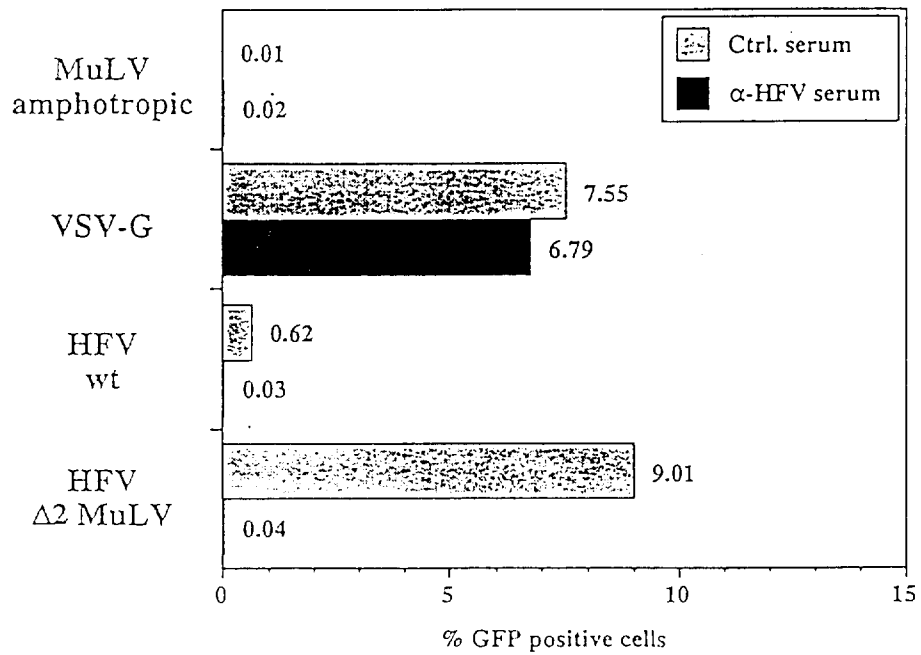 Ctrl. serum
α-HFV serum
MuLV
amphotropic
0.01
0.02
VSV-G
7.55
6.79
HFV
wt
0.62
0.03
HFV
Δ2 MuLV
9.01
0.04
0
5
10
15
% GFP positive cells